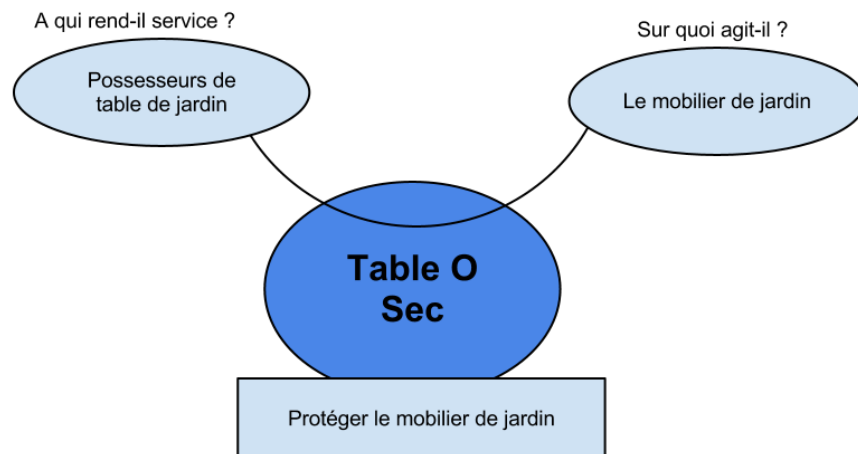 A qui rend-il service ?
Sur quoi agit-il ?
Possesseurs de
table de jardin
Le mobilier de jardin
Table O
Sec
Protéger le mobilier de jardin